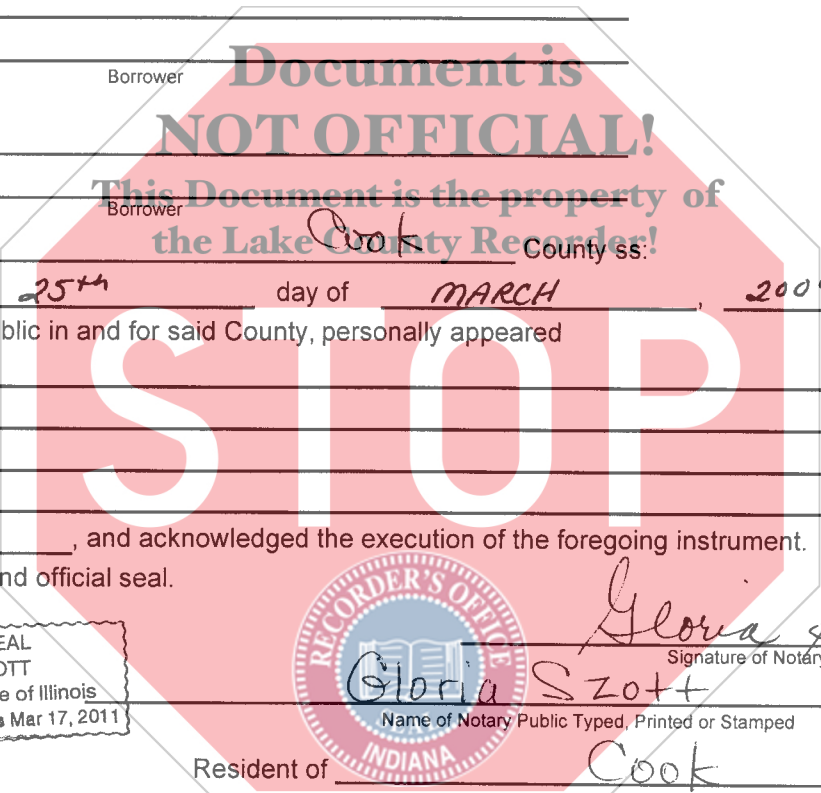 Document is
Borrower
NOT OFFICIAL!
This Document is the property of
Borrower
the Lake County Recorder!
Cook County ss:
25th day of MARCH, 200
blic in and for said County, personally appeared
STOP
, and acknowledged the execution of the foregoing instrument.
nd official seal.
RECORDER'S OFFICE
EAL
OTT
e of Illinois
s Mar 17, 2011
Gloria
Signature of Notary
Gloria Szott
Name of Notary Public Typed, Printed or Stamped
SEAL
INDIANA
Resident of Cook